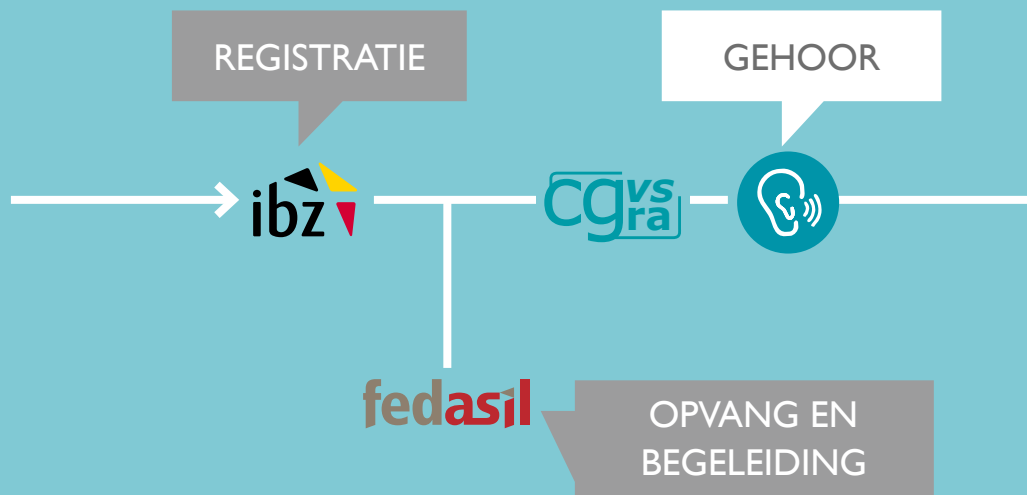 REGISTRATIE
GEHOOR
ibz
cgvs
ra
fedasil
OPVANG EN
BEGELEIDING